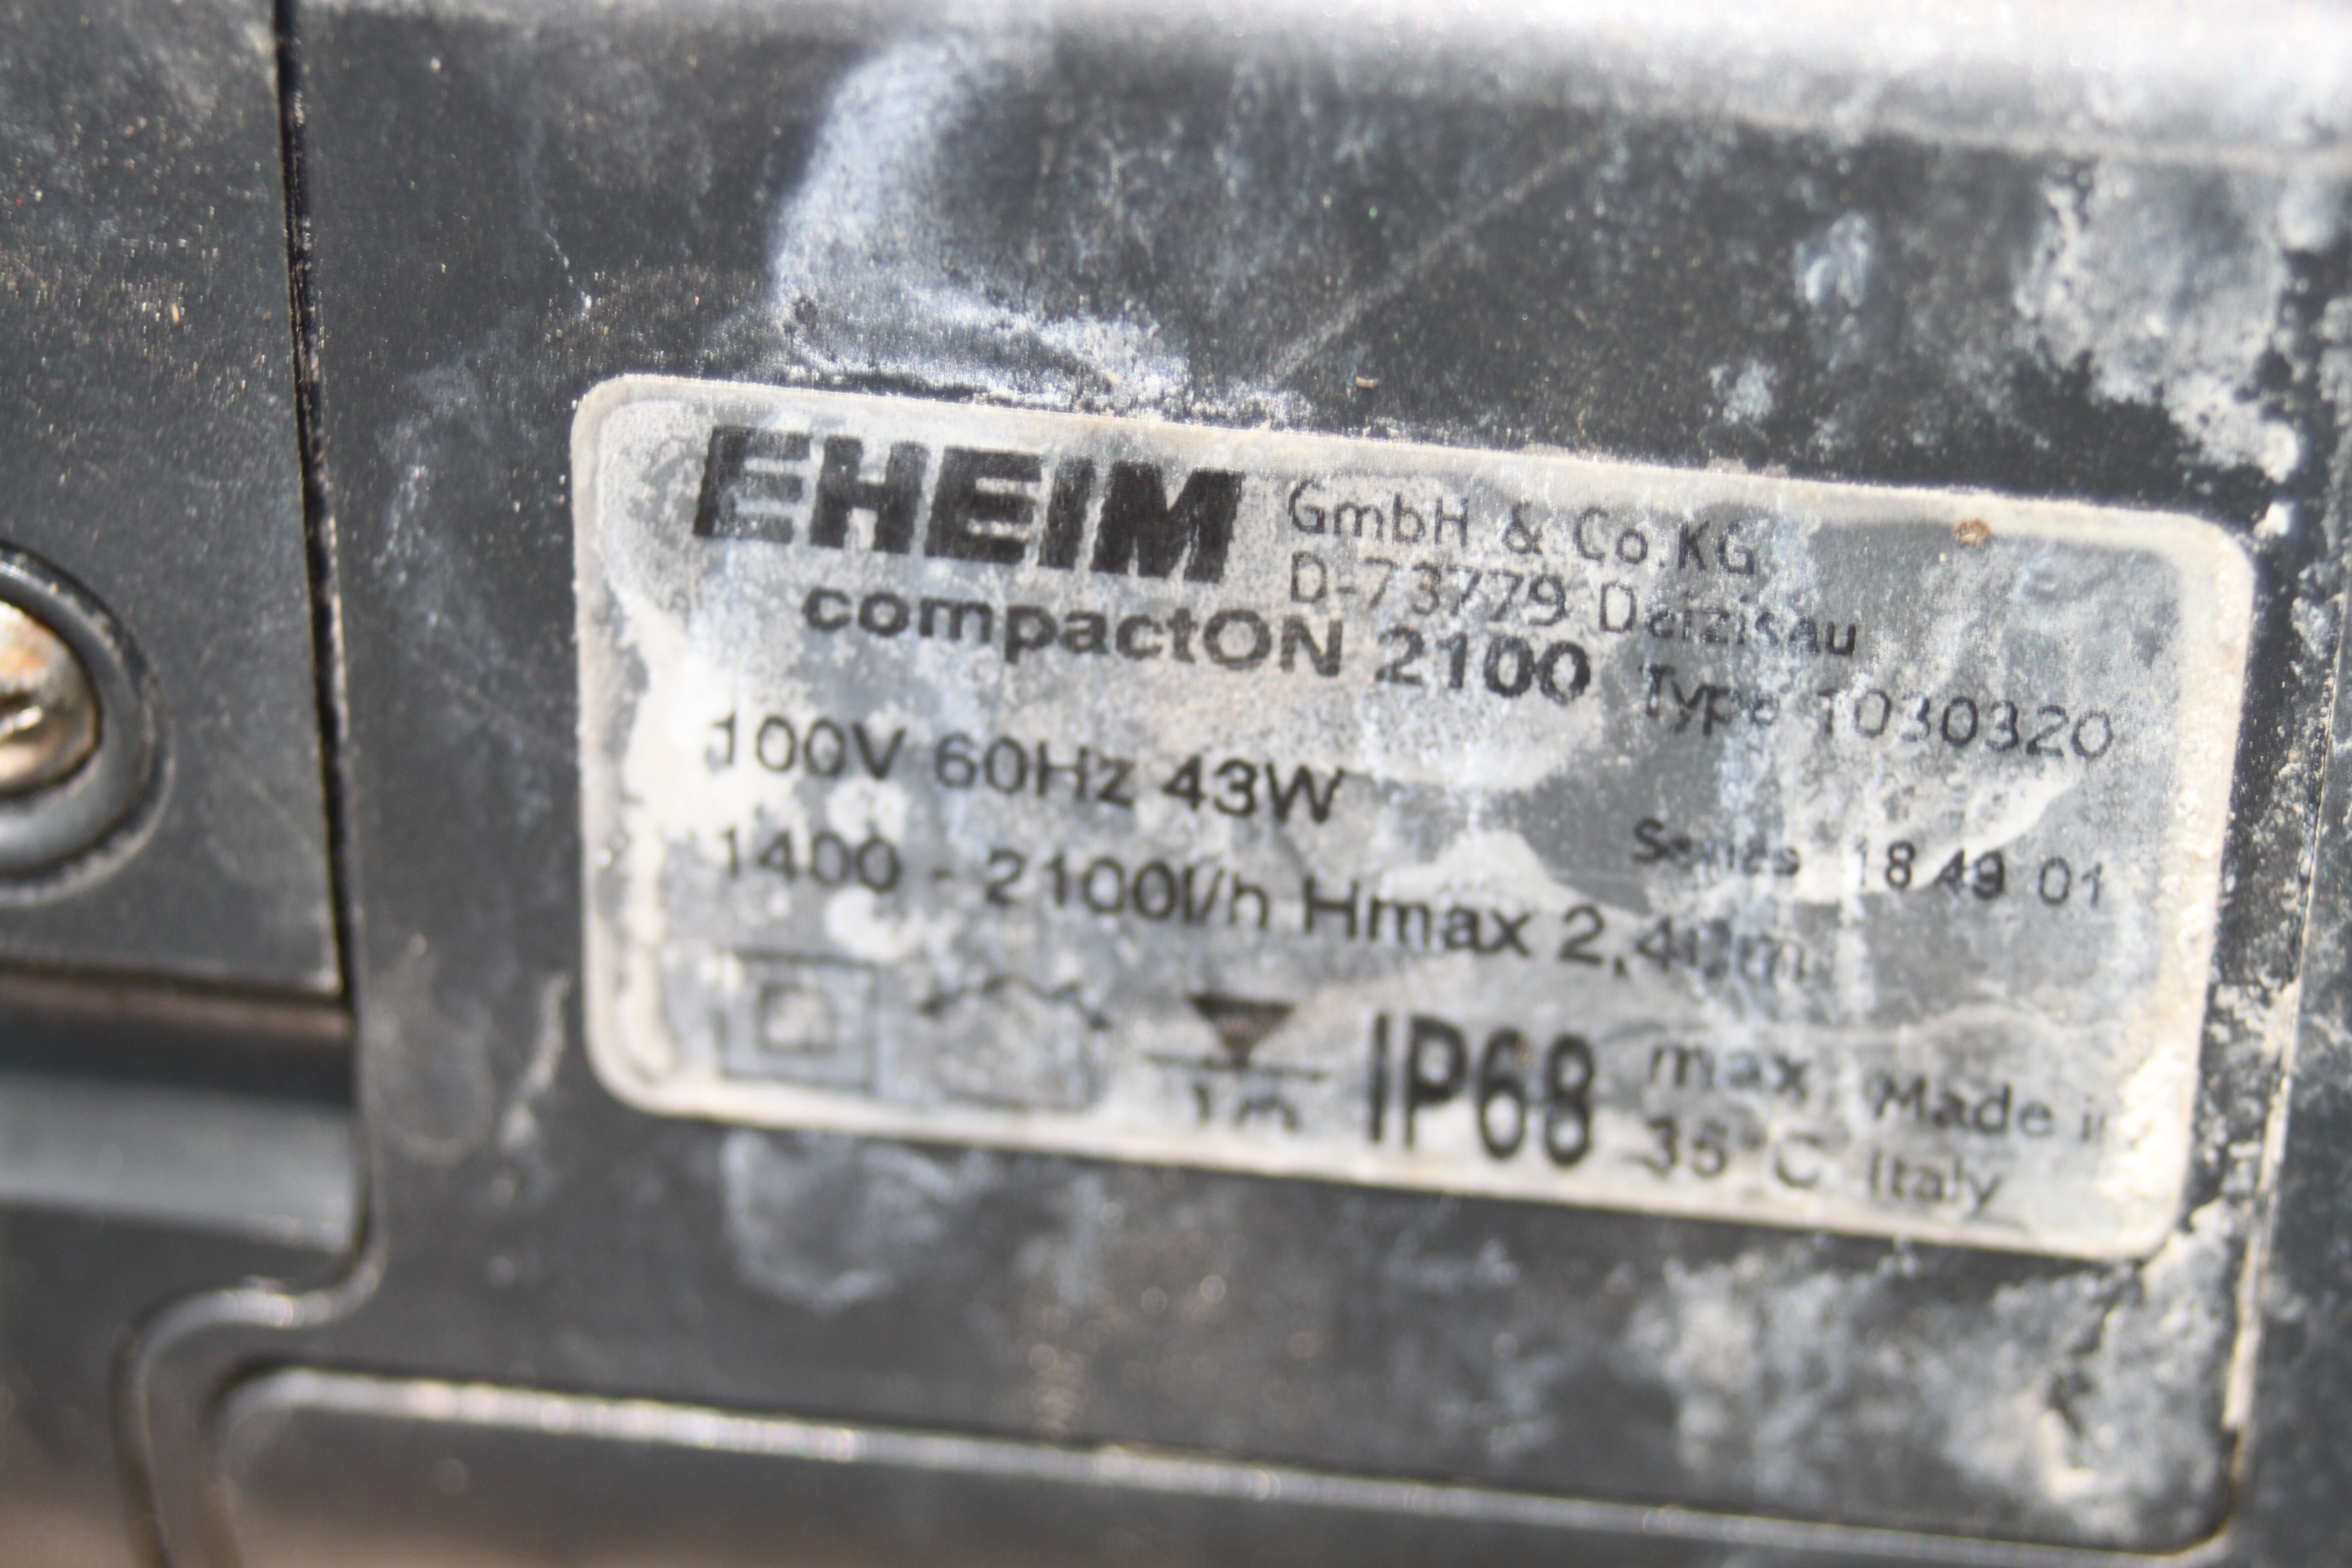 EHEIM GmbH & Co. KG
D-73779 Deizisau
compactON 2100 Type 1030320
100V 60Hz 43W
Series 18 49 01
1400 - 2100l/h Hmax 2,40m
1m
IP68
max
35°C
Made in
Italy